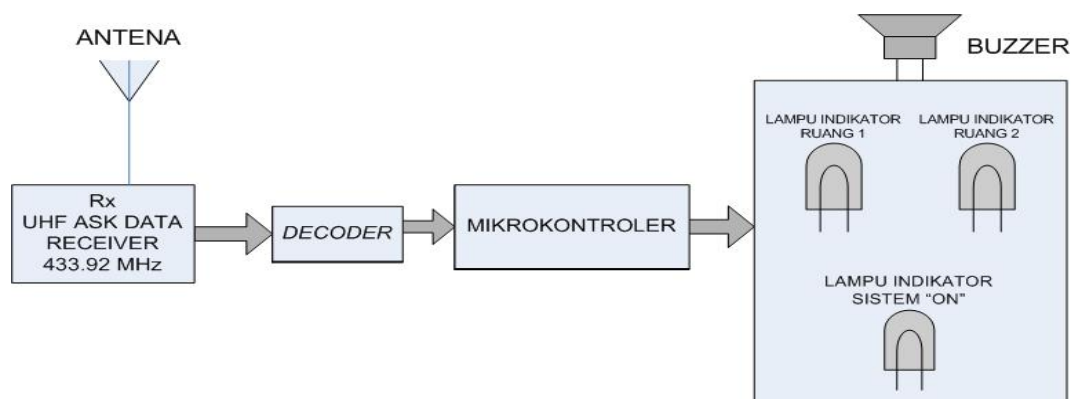 ANTENA
BUZZER
LAMPU INDIKATOR
RUANG 1
LAMPU INDIKATOR
RUANG 2
Rx
UHF ASK DATA
RECEIVER
433.92 MHz
DECODER
MIKROKONTROLER
LAMPU INDIKATOR
SISTEM “ON”